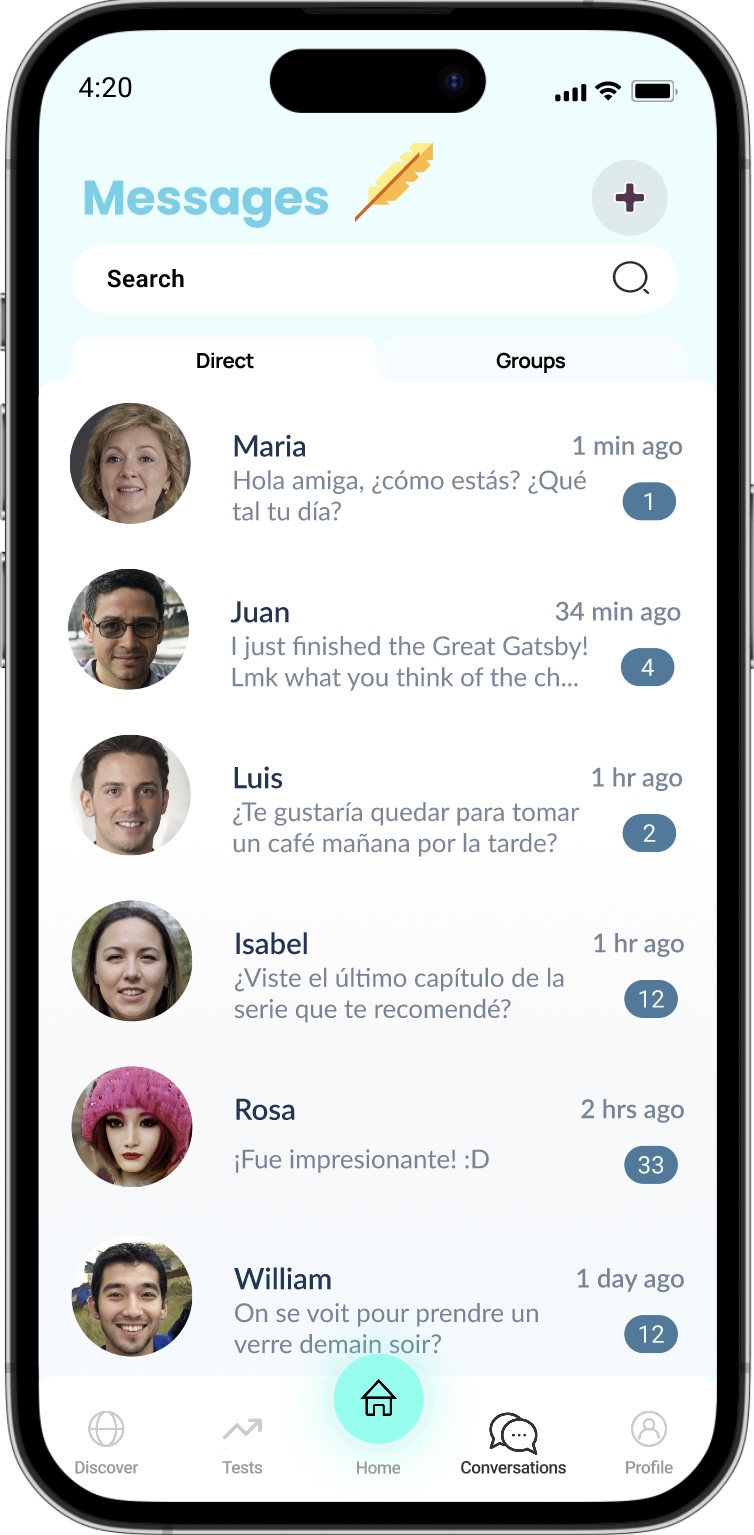 4:20
Messages
Search
Direct
Groups
Maria
1 min ago
Hola amiga, ¿cómo estás? ¿Qué
tal tu día?
1
Juan
34 min ago
I just finished the Great Gatsby!
Lmk what you think of the ch...
4
Luis
1 hr ago
¿Te gustaría quedar para tomar
un café mañana por la tarde?
2
Isabel
1 hr ago
¿Viste el último capítulo de la
serie que te recomendé?
12
Rosa
2 hrs ago
¡Fue impresionante! :D
33
William
1 day ago
On se voit pour prendre un
verre demain soir?
12
Discover
Tests
Home
Conversations
Profile